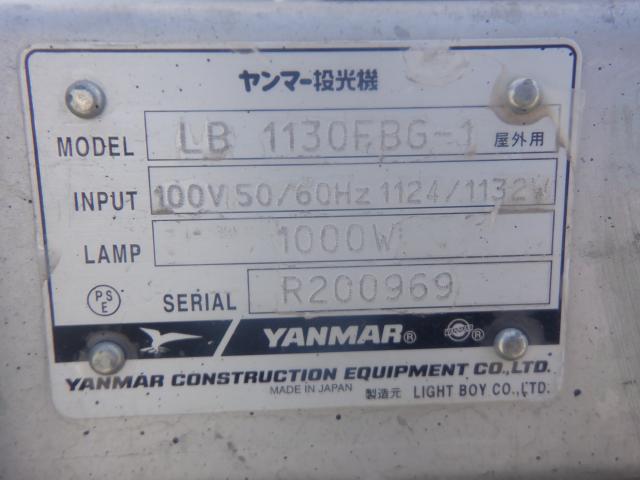 ヤンマー投光機
MODEL LB 1130FBG-1 屋外用
INPUT 100V 50/60Hz 1124/1132W
LAMP 1000W
PSE SERIAL R200969
YANMAR®  ®
YANMAR CONSTRUCTION EQUIPMENT CO.,LTD.
MADE IN JAPAN 製造元 LIGHT BOY CO.,LTD.